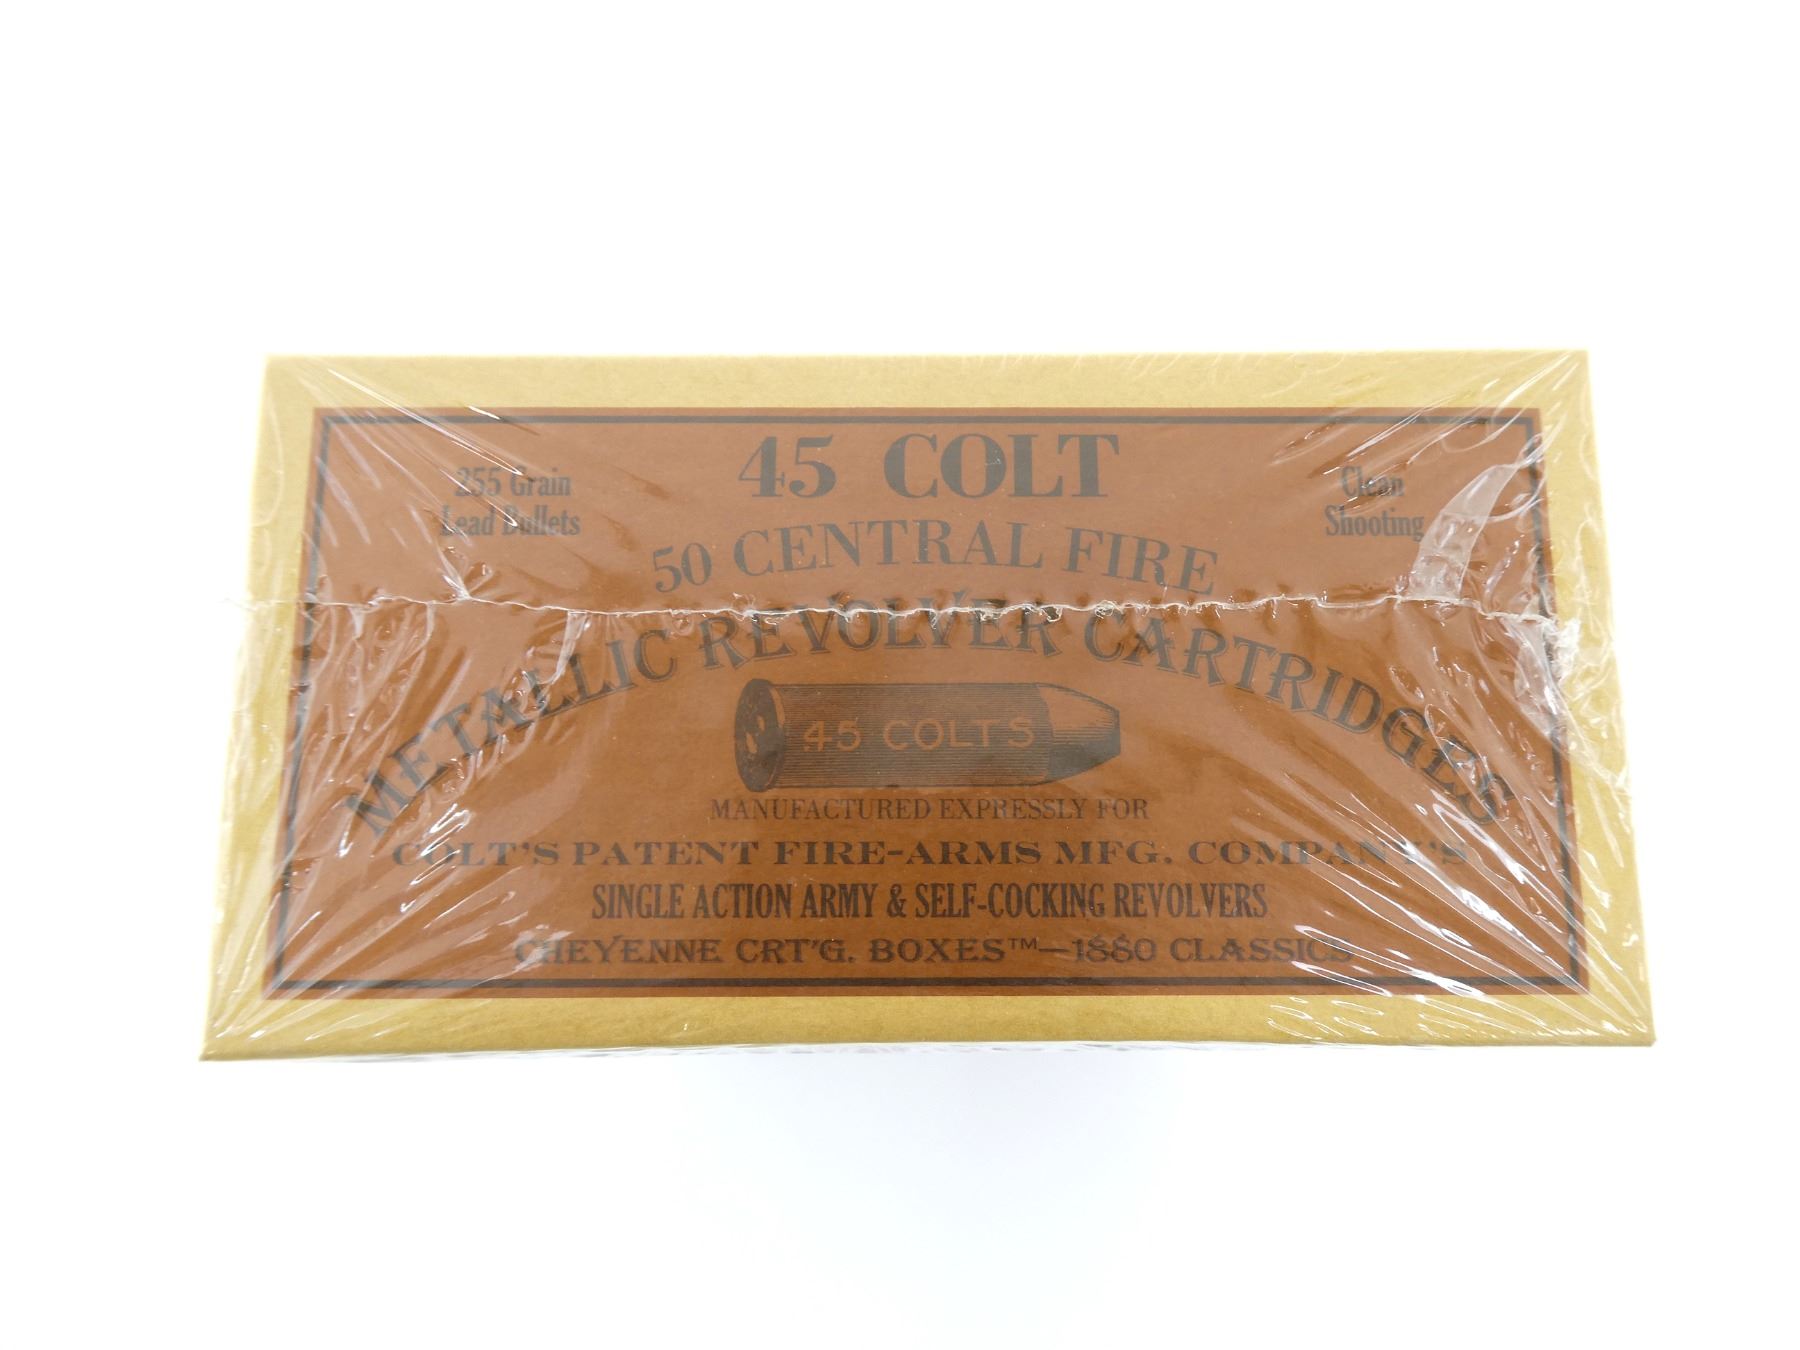 45 COLT
255 Grain
Lead Bullets
Clean
Shooting
50 CENTRAL FIRE
METALLIC REVOLVER CARTRIDGES
45 COLTS
MANUFACTURED EXPRESSLY FOR
COLT'S PATENT FIRE-ARMS MFG. COMPANY'S
SINGLE ACTION ARMY & SELF-COCKING REVOLVERS
CHEYENNE CRT'G. BOXES™—1880 CLASSICS